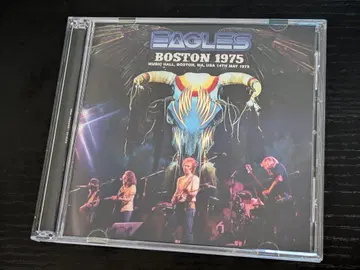 EAGLES
BOSTON 1975
MUSIC HALL, BOSTON, MA, USA 14TH MAY 1975